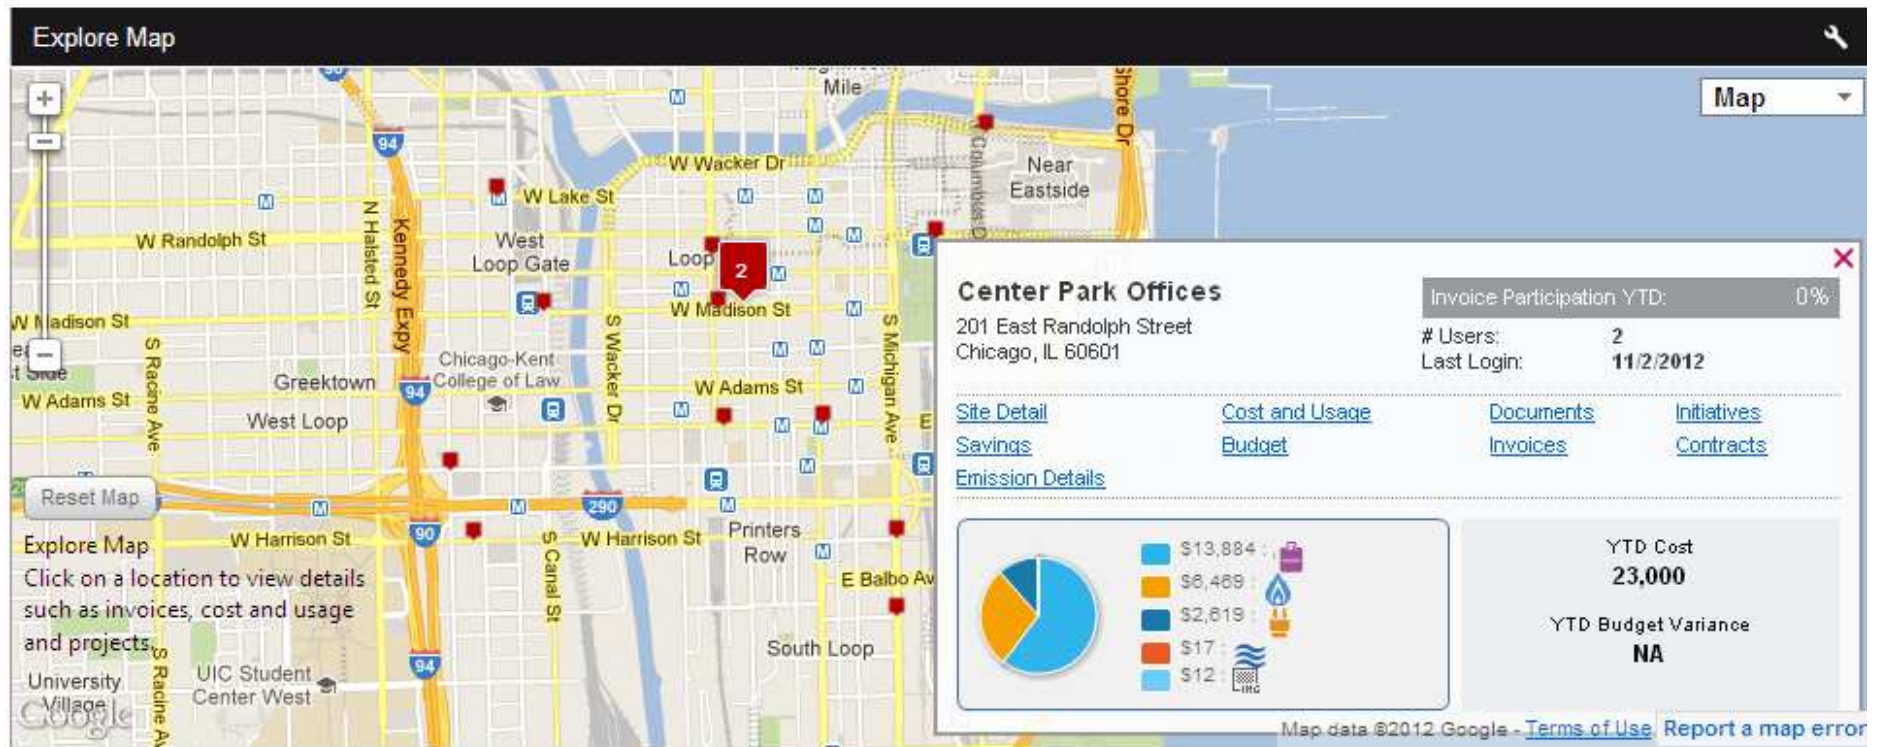 Explore Map
Mile
Shore Dr
Map
94
W Wacker Dr
Near
Eastside
Columbus D
W Lake St
N Halsted St
Kennedy Expy
W Randolph St
West
Loop Gate
Loop
2
W Madison St
W Madison St
S Wacker Dr
S Michigan Ave
S Racine Ave
t Side
Chicago-Kent
College of Law
Greektown
94
W Adams St
W Adams St
West Loop
E
Reset Map
290
90
Printers
Row
W Harrison St
W Harrison St
S Canal St
E Balbo Av
Explore Map
Click on a location to view details
such as invoices, cost and usage
and projects.
South Loop
94
UIC Student
Center West
University
Village
S Racine Av
Google
Center Park Offices
201 East Randolph Street
Chicago, IL 60601
Invoice Participation YTD: 0%
# Users: 2
Last Login: 11/2/2012
Site Detail Cost and Usage Documents Initiatives
Savings Budget Invoices Contracts
Emission Details
$13,884 :
$6,469 :
$2,619 :
$17 :
$12 :
YTD Cost
23,000
YTD Budget Variance
NA
Map data ©2012 Google - Terms of Use Report a map error